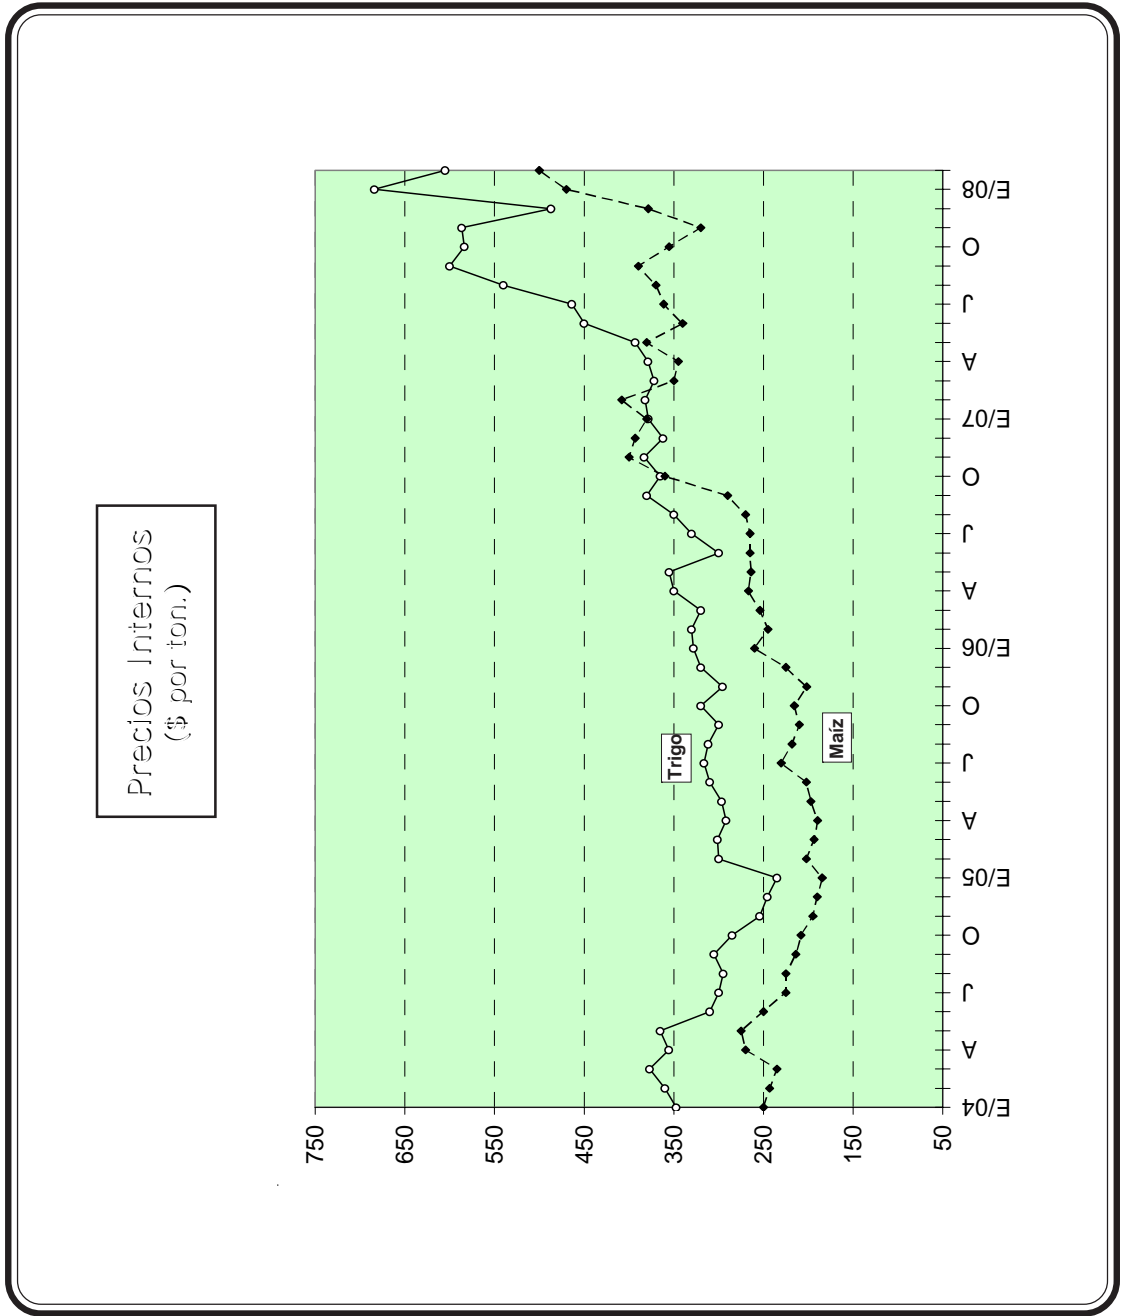 Precios Internos
($ por ton.)
750
650
550
450
350
250
150
50
Trigo
Maíz
E/04
A
J
O
E/05
A
J
O
E/06
A
J
O
E/07
A
J
O
E/08